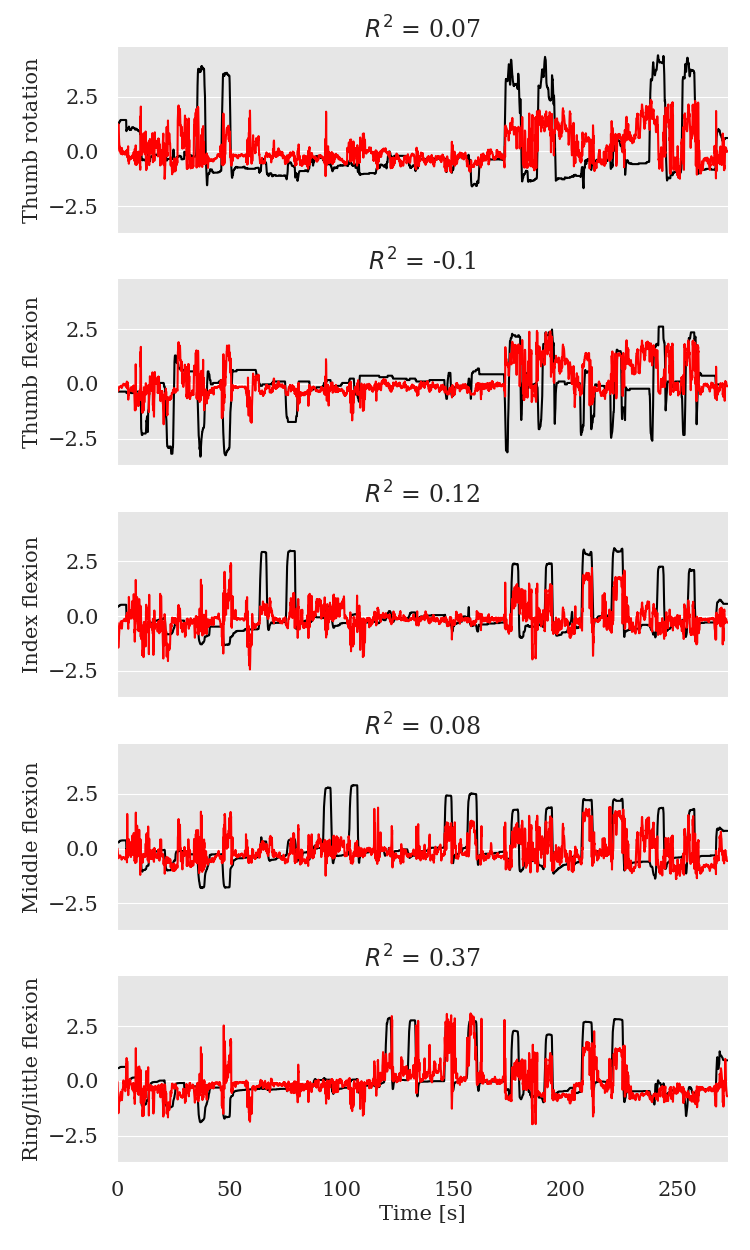 R² = 0.07
Thumb rotation
2.5
0.0
−2.5
R² = -0.1
Thumb flexion
2.5
0.0
−2.5
R² = 0.12
Index flexion
2.5
0.0
−2.5
R² = 0.08
Middle flexion
2.5
0.0
−2.5
R² = 0.37
Ring/little flexion
2.5
0.0
−2.5
0 50 100 150 200 250
Time [s]